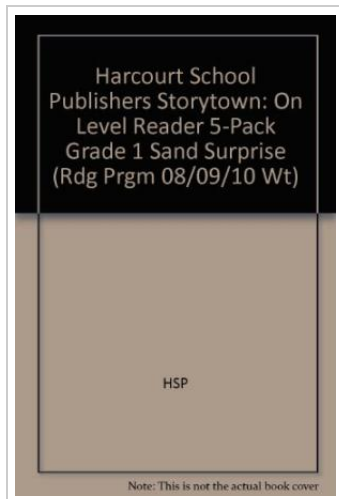 Harcourt School
Publishers Storytown: On
Level Reader 5-Pack
Grade 1 Sand Surprise
(Rdg Prgm 08/09/10 Wt)
HSP
Note: This is not the actual book cover